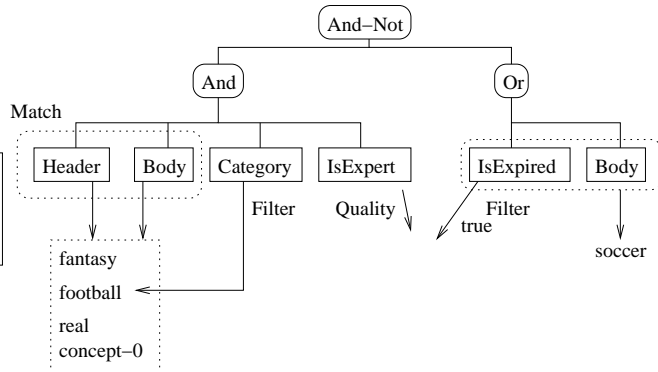 And−Not
And
Or
Match
Header
Body
Category
IsExpert
IsExpired
Body
Filter
Quality
Filter
true
soccer
fantasy
football
real
concept−0